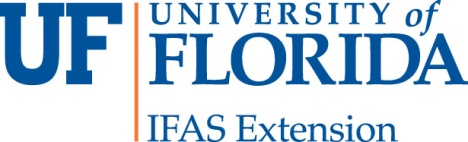 UF
UNIVERSITY of
FLORIDA
IFAS Extension